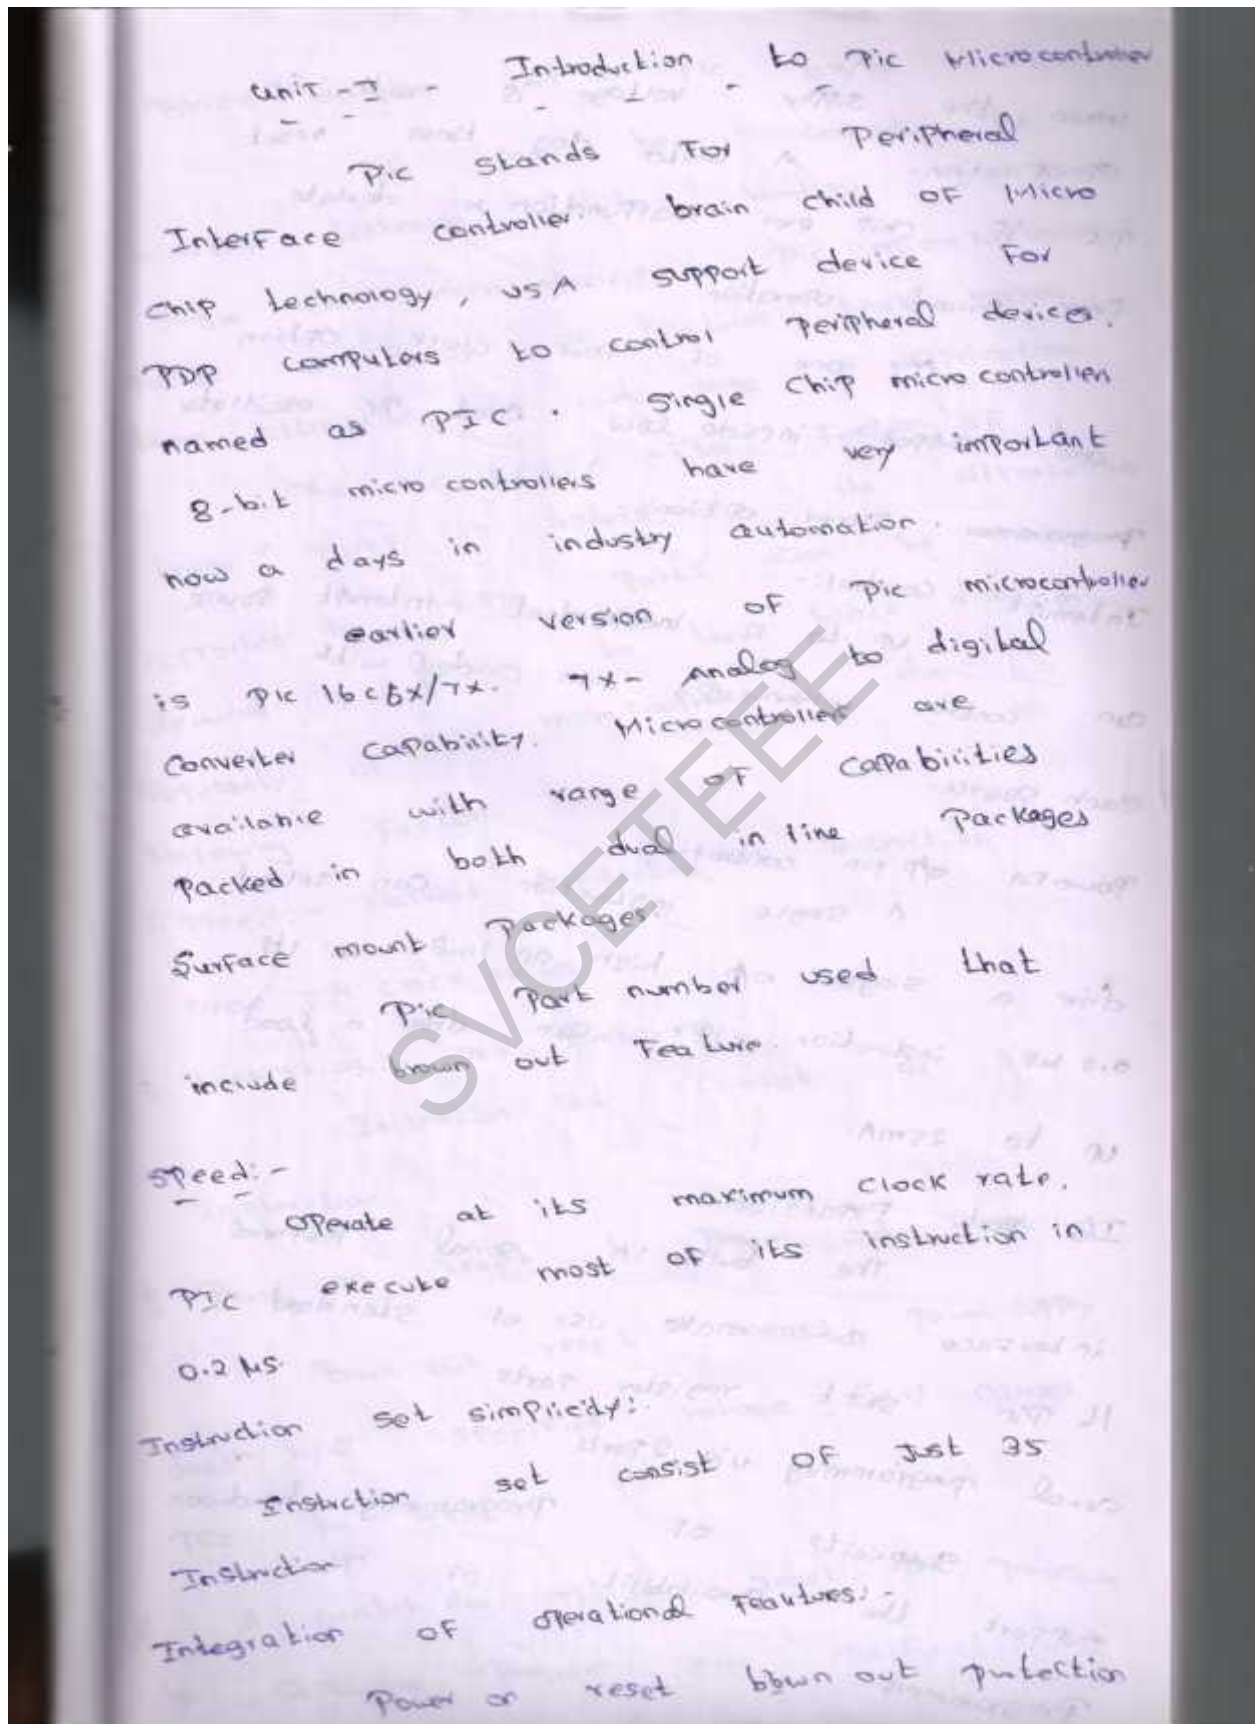 Unit - I - Introduction to Pic Microcontroller
Pic stands For Peripheral
Interface controller brain child of Micro
chip technology, USA support device For
PDP computors to control Peripheral devices.
named as PIC. Single Chip micro controllers
8-bit micro controllers have very important
now a days in industry automation.
earlier version of Pic microcontroller
is Pic 16c6x/7x. 7x- Analog to digital
Converter Capability. Microcontrollers are
available with range of Capabilities
Packed in both dual in line Packages
Surface mount Packages
Pic Part number used that
include brown out Feature.
Speed:-
Operate at its maximum Clock rate.
PIC execute most of its instruction in
0.2 µs.
Instruction set simplicity:
Instruction set consist of Just 35
Instruction
Integration of operational Features:-
Power on reset brown out protection
SVCETEEE